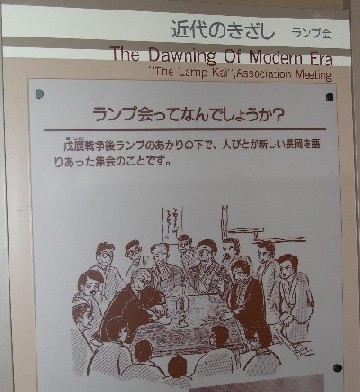 近代のきざし ランプ会
The Dawning Of Modern Era
"The Lamp Kai",Association Meeting
ランプ会ってなんでしょうか?
戊辰戦争後ランプのあかりの下で、人びとが新しい長岡を語
りあった集会のことです。